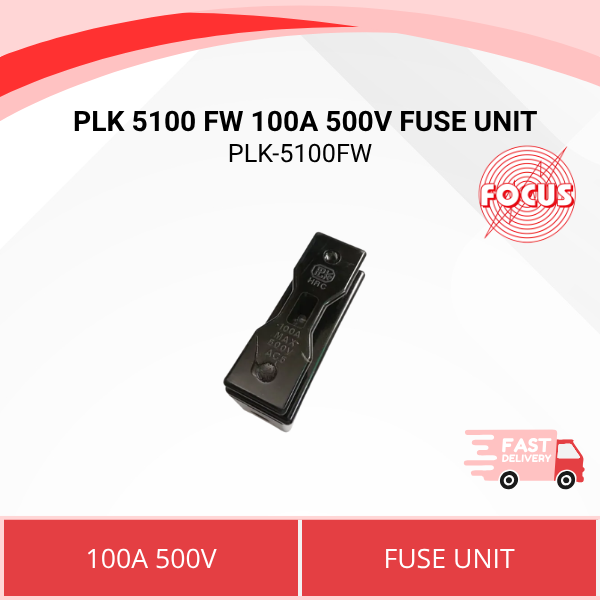 PLK 5100 FW 100A 500V FUSE UNIT
PLK-5100FW
FOCUS
PLK
HRC
100A
MAX
500V
AC5
FAST
DELIVERY
100A 500V
FUSE UNIT